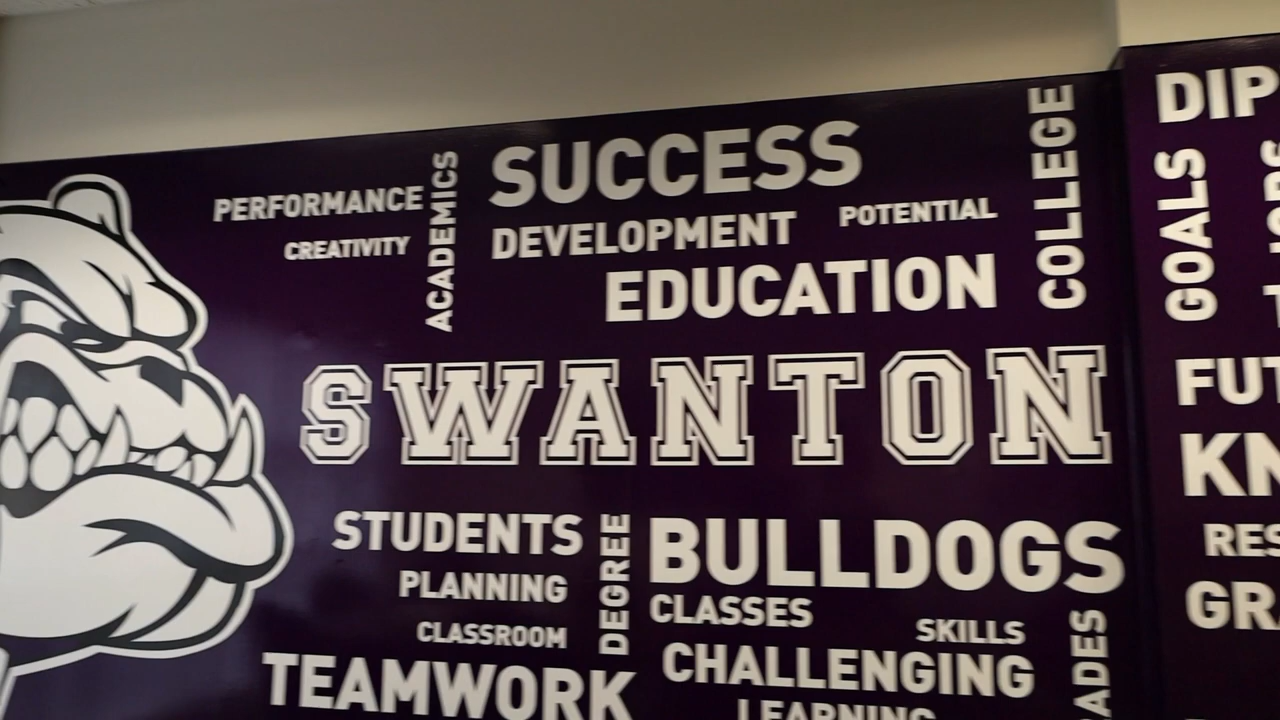 SUCCESS
PERFORMANCE
ACADEMICS
CREATIVITY
DEVELOPMENT
POTENTIAL
COLLEGE
EDUCATION
GOALS
SWANTON
STUDENTS
DEGREE
BULLDOGS
PLANNING
CLASSES
CLASSROOM
SKILLS
TEAMWORK
CHALLENGING
LEARNING